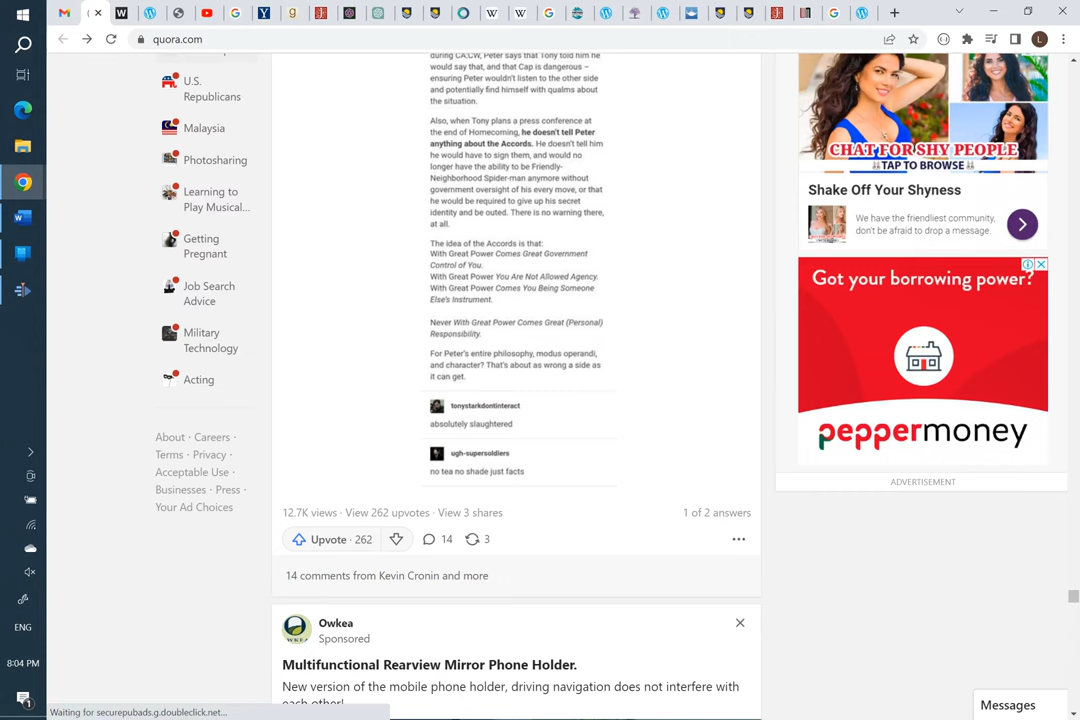 quora.com
U.S.
Republicans
Malaysia
Photosharing
Learning to
Play Musical...
Getting
Pregnant
Job Search
Advice
Military
Technology
Acting
About · Careers ·
Terms · Privacy ·
Acceptable Use ·
Businesses · Press ·
Your Ad Choices
ENG
8:04 PM
during CA:CW, Peter says that Tony told him he
would say that, and that Cap is dangerous –
ensuring Peter wouldn't listen to the other side
and potentially find himself with qualms about
the situation.
Also, when Tony plans a press conference at
the end of Homecoming, he doesn't tell Peter
anything about the Accords. He doesn't tell him
he would have to sign them, and would no
longer have the ability to be Friendly-
Neighborhood Spider-man anymore without
government oversight of his every move, or that
he would be required to give up his secret
identity and be outed. There is no warning there,
at all.
The idea of the Accords is that:
With Great Power Comes Great Government
Control of You.
With Great Power You Are Not Allowed Agency.
With Great Power Comes You Being Someone
Else's Instrument.
Never With Great Power Comes Great (Personal)
Responsibility.
For Peter's entire philosophy, modus operandi,
and character? That's about as wrong a side as
it can get.
tonystarkdontinteract
absolutely slaughtered
ugh-supersoldiers
no tea no shade just facts
12.7K views · View 262 upvotes · View 3 shares
1 of 2 answers
Upvote · 262
14
3
14 comments from Kevin Cronin and more
Owkea
Sponsored
Multifunctional Rearview Mirror Phone Holder.
New version of the mobile phone holder, driving navigation does not interfere with
each other!
CHAT FOR SHY PEOPLE
TAP TO BROWSE
Shake Off Your Shyness
We have the friendliest community,
don't be afraid to drop a message.
Got your borrowing power?
peppermoney
ADVERTISEMENT
Messages
Waiting for securepubads.g.doubleclick.net...